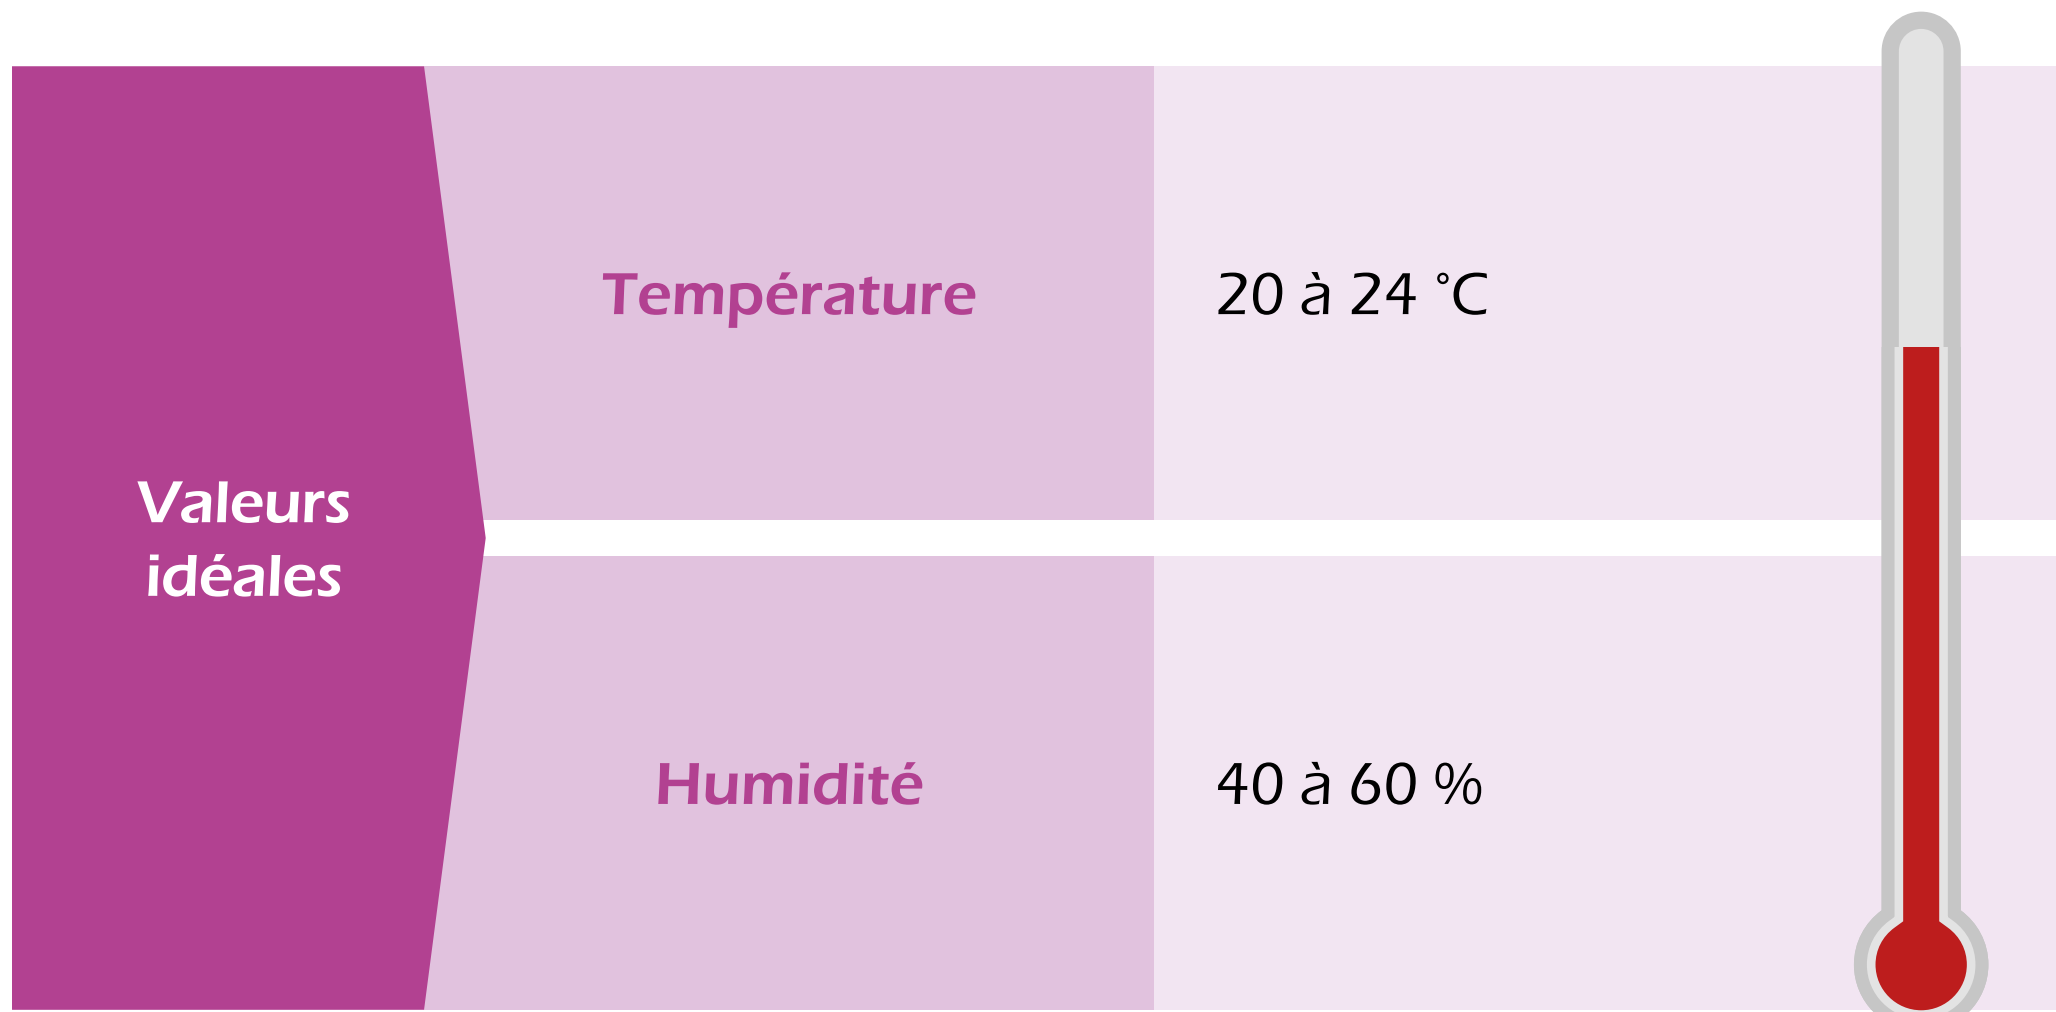 Valeurs
idéales
Température
20 à 24 °C
Humidité
40 à 60 %